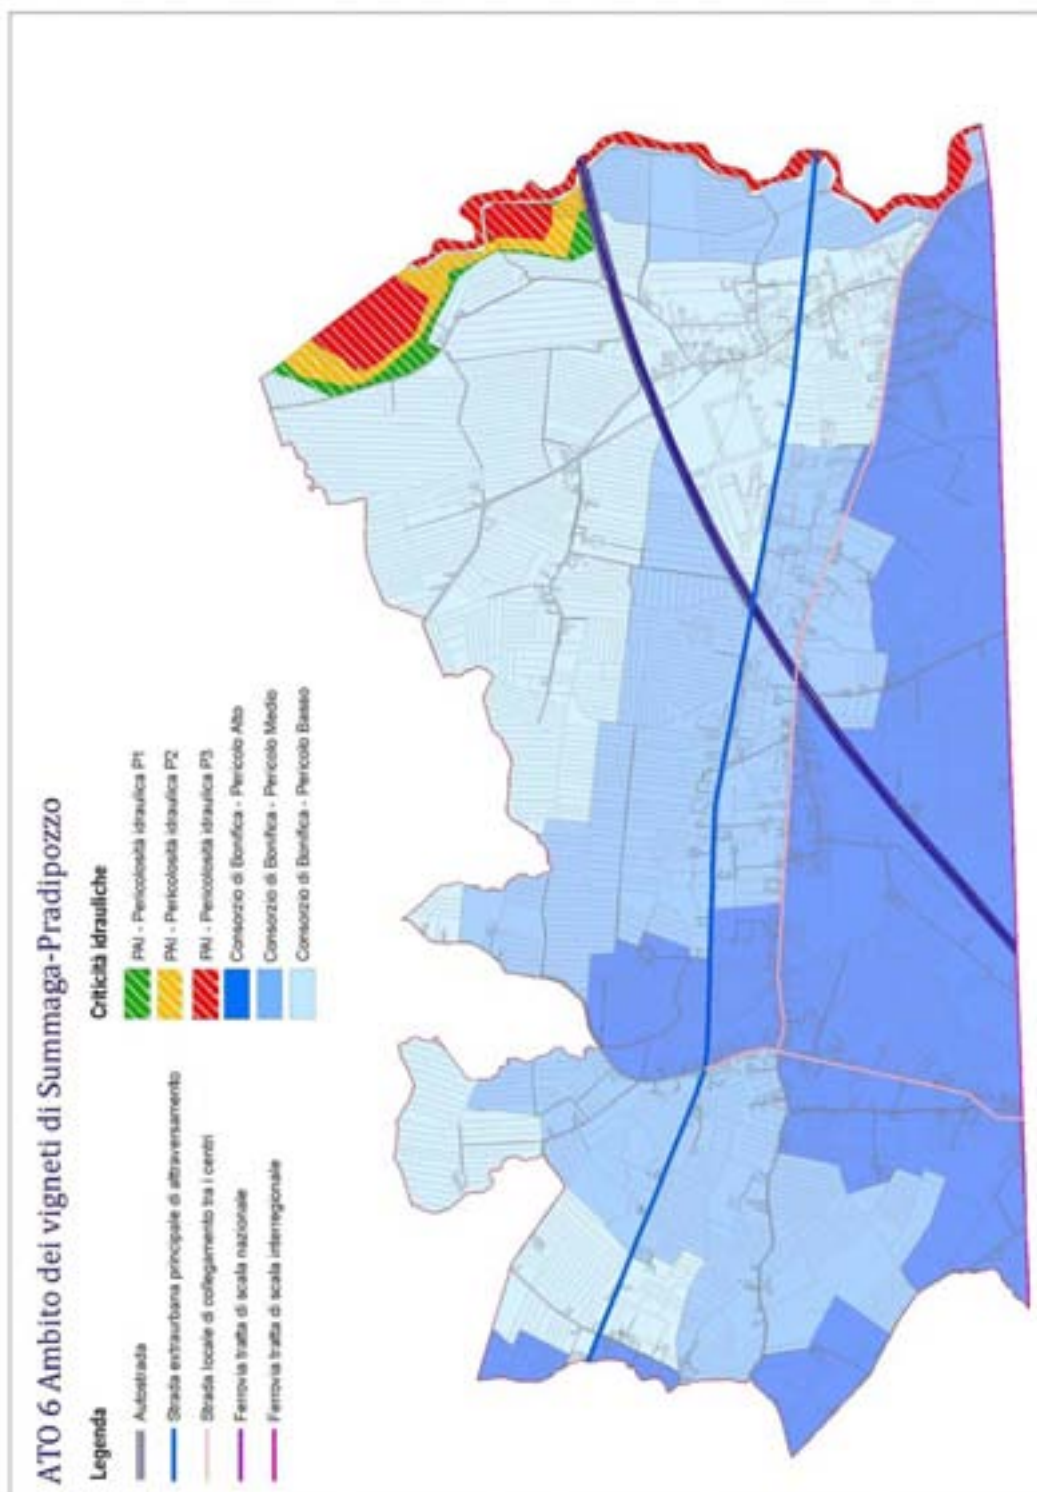 ATO 6 Ambito dei vigneti di Summaga-Pradipozzo
Legenda
Autostrada
Strada extraurbana principale di attraversamento
Strada locale di collegamento tra i centri
Ferrovia tratta di scala nazionale
Ferrovia tratta di scala interregionale
Criticità idrauliche
PAI - Pericolosità idraulica P1
PAI - Pericolosità idraulica P2
PAI - Pericolosità idraulica P3
Consorzio di Bonifica - Pericolo Alto
Consorzio di Bonifica - Pericolo Medio
Consorzio di Bonifica - Pericolo Basso